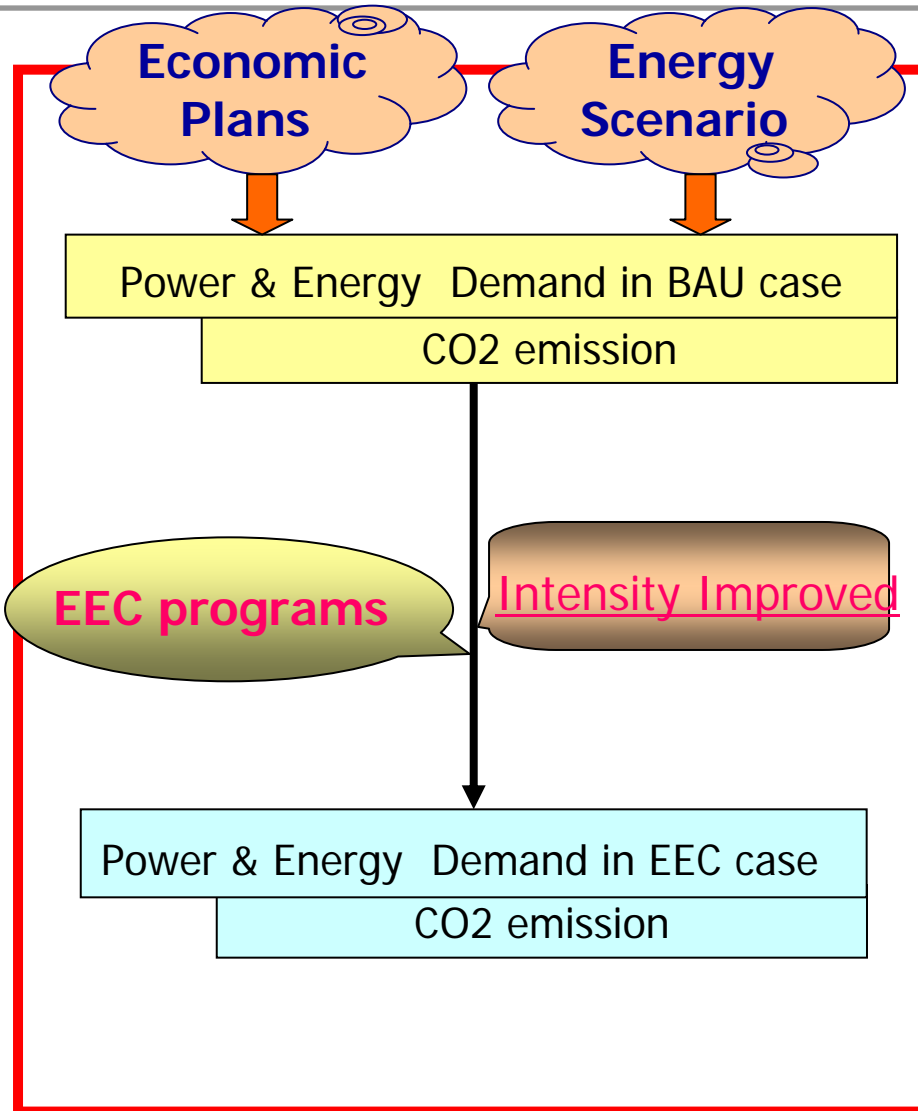 Economic
Plans
Energy
Scenario
Power & Energy  Demand in BAU case
CO2 emission
EEC programs
Intensity Improved
Power & Energy  Demand in EEC case
CO2 emission